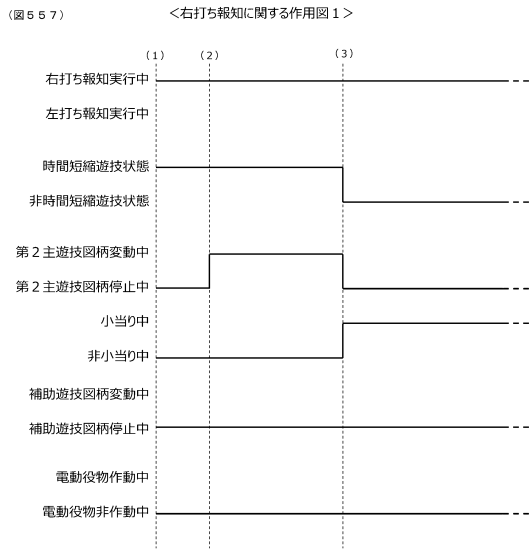 （図５５７）
＜右打ち報知に関する作用図１＞
（１）
（２）
（３）
右打ち報知実行中
左打ち報知実行中
時間短縮遊技状態
非時間短縮遊技状態
第２主遊技図柄変動中
第２主遊技図柄停止中
小当り中
非小当り中
補助遊技図柄変動中
補助遊技図柄停止中
電動役物作動中
電動役物非作動中